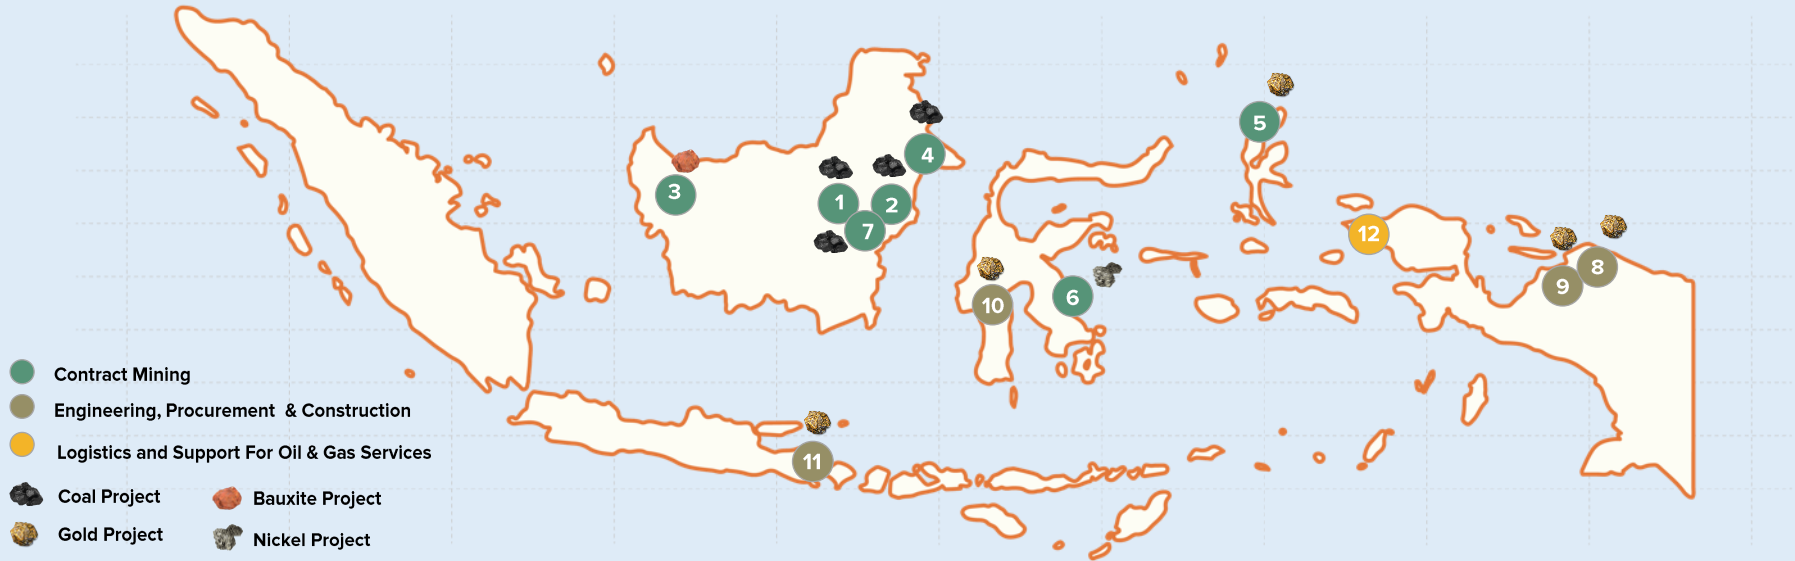 5
4
3
1
2
7
12
8
9
10
6
11
Contract Mining
Engineering, Procurement & Construction
Logistics and Support For Oil & Gas Services
Coal Project
Bauxite Project
Gold Project
Nickel Project